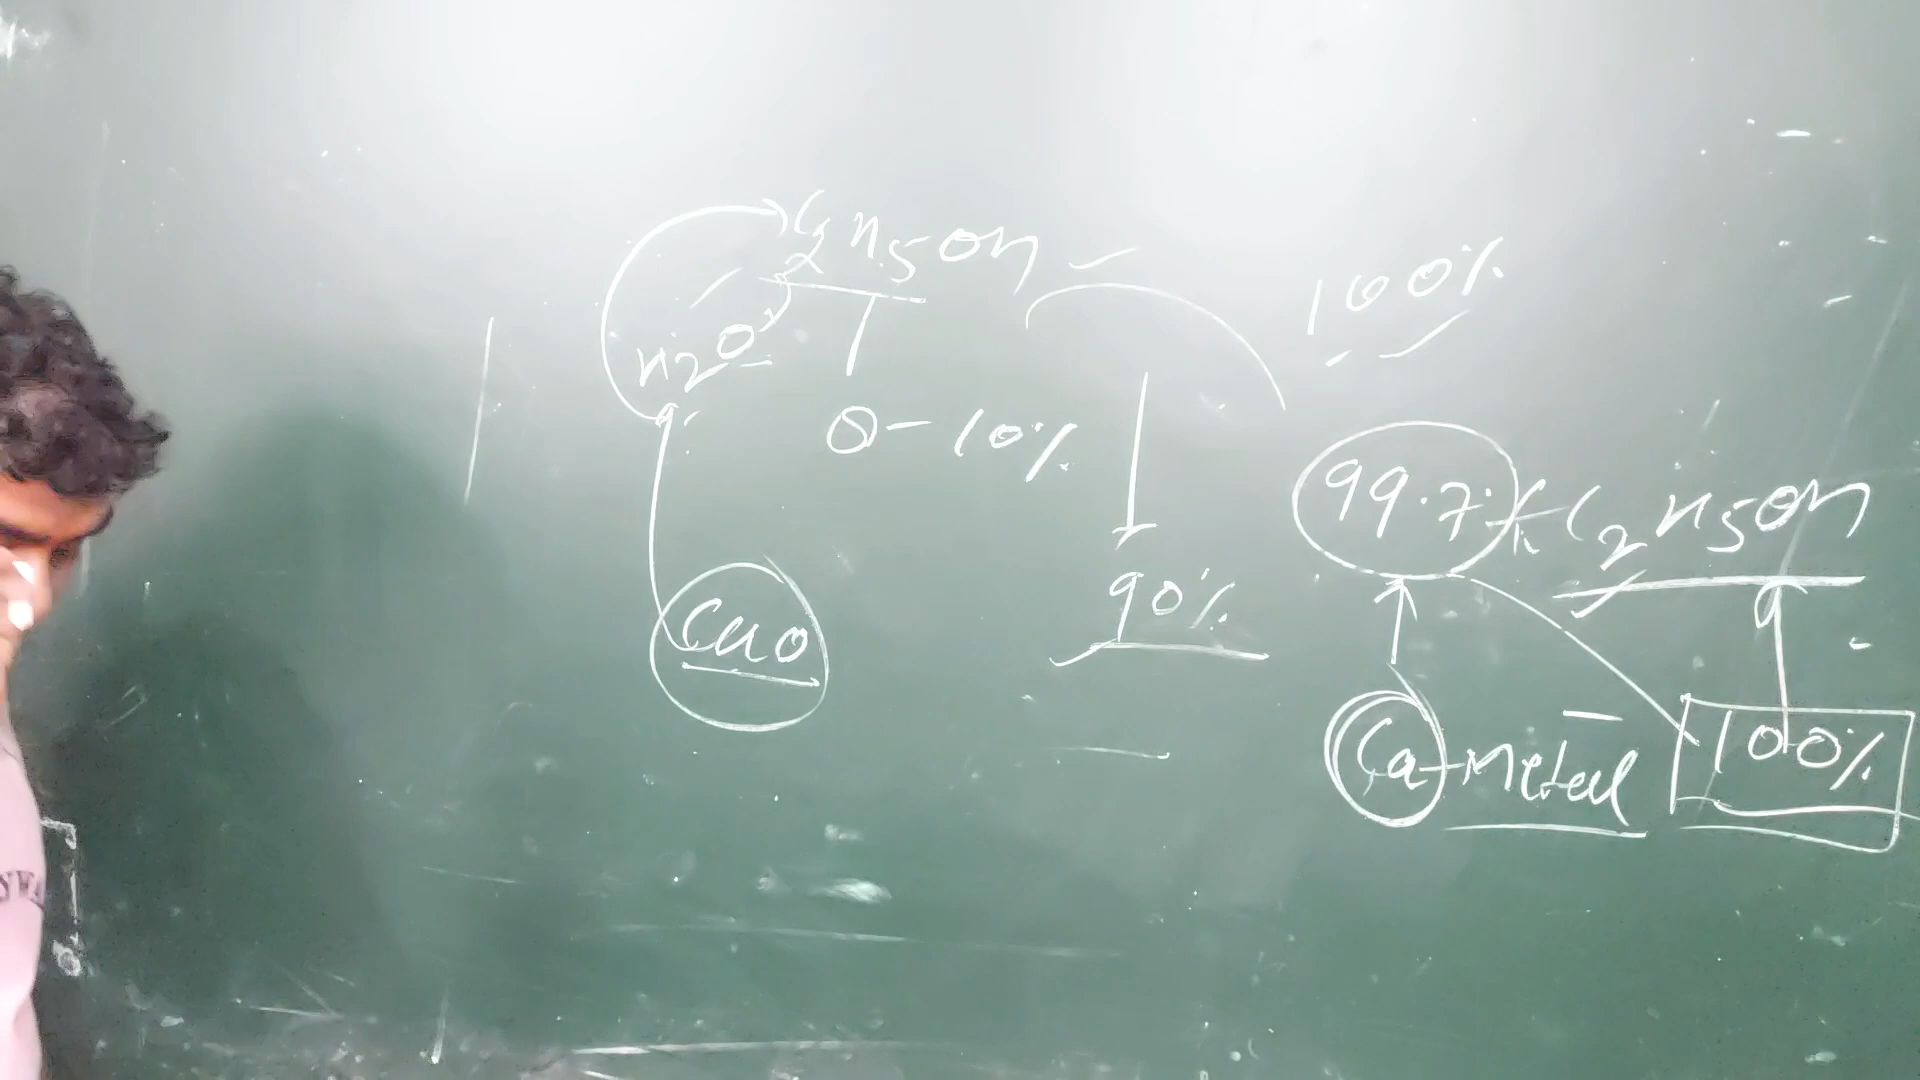 C2H5OH
100%
H2O
0-10%
99.7% C2H5OH
90%
CaO
Ca-Metal
100%